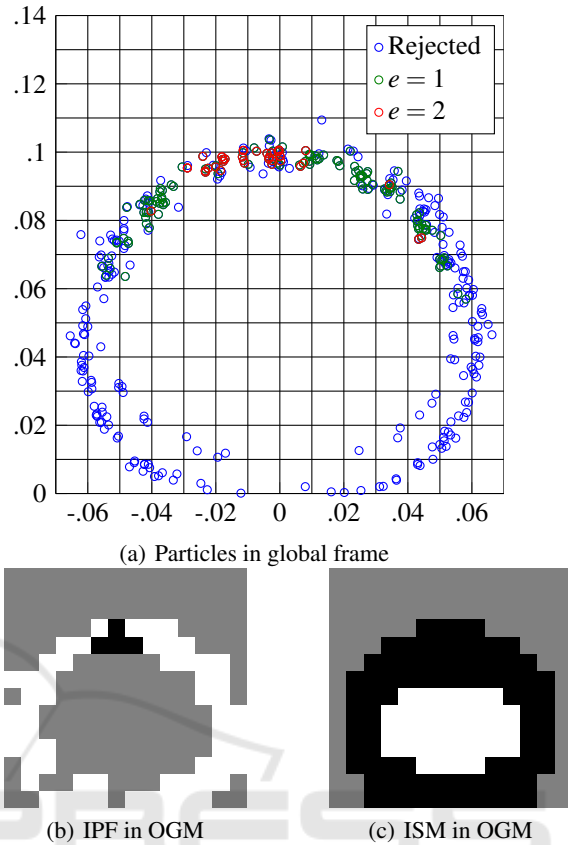 .14
Rejected
.12
e = 1
e = 2
.1
.08
.06
.04
.02
0
-.06 -.04 -.02 0 .02 .04 .06
(a) Particles in global frame
(b) IPF in OGM
(c) ISM in OGM